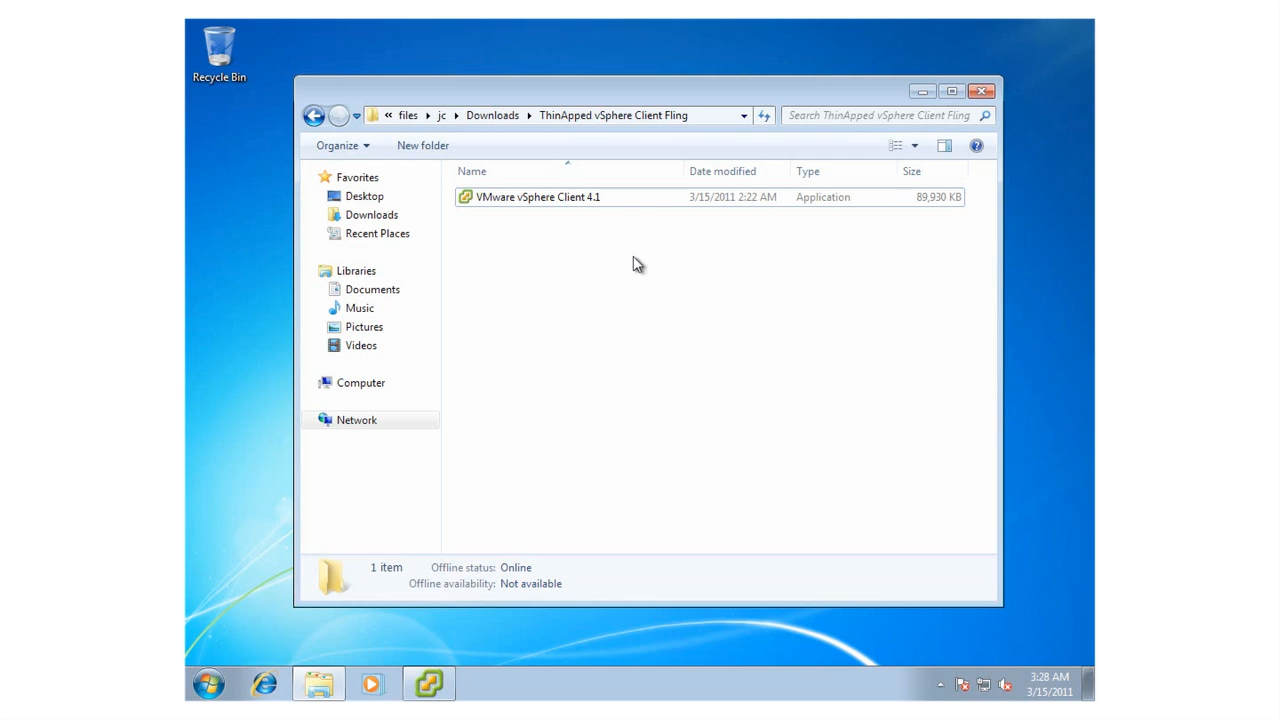 Recycle Bin
« files jc Downloads ThinApped vSphere Client Fling
Search ThinApped vSphere Client Fling
Organize New folder
Name Date modified Type Size
VMware vSphere Client 4.1 3/15/2011 2:22 AM Application 89,930 KB
Favorites
Desktop
Downloads
Recent Places
Libraries
Documents
Music
Pictures
Videos
Computer
Network
1 item Offline status: Online
Offline availability: Not available
3:28 AM
3/15/2011